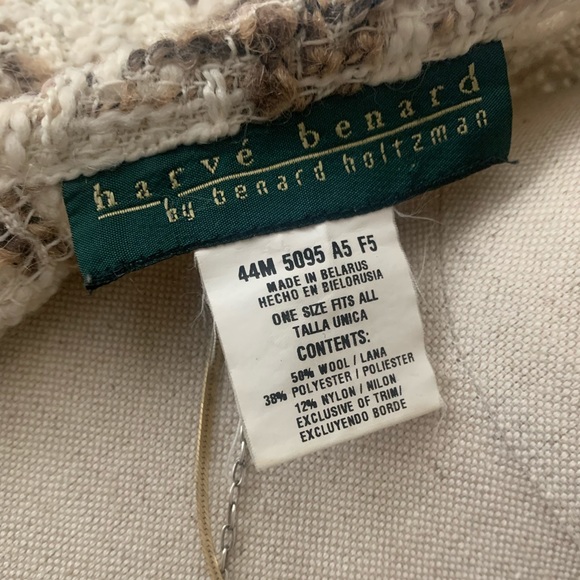 harvé benard
by benard holtzman
44M 5095 A5 F5
MADE IN BELARUS
HECHO EN BIELORUSIA
ONE SIZE FITS ALL
TALLA UNICA
CONTENTS:
50% WOOL / LANA
38% POLYESTER / POLIESTER
12% NYLON / NILON
EXCLUSIVE OF TRIM/
EXCLUYENDO BORDE